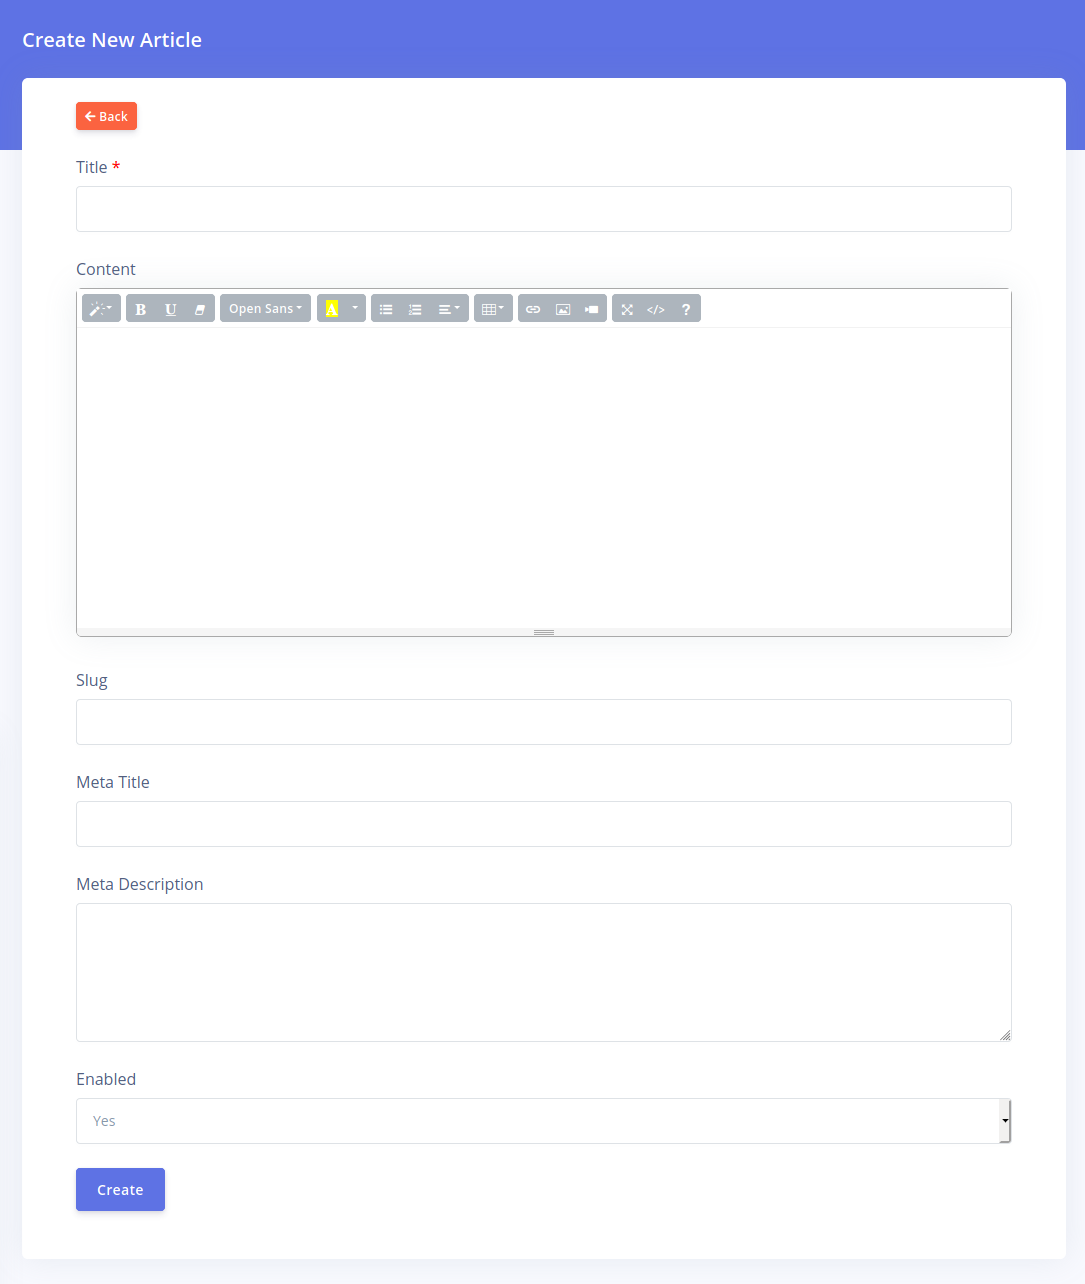 Create New Article
Back
Title *
Content
B U Open Sans A </> ?
Slug
Meta Title
Meta Description
Enabled
Yes
Create